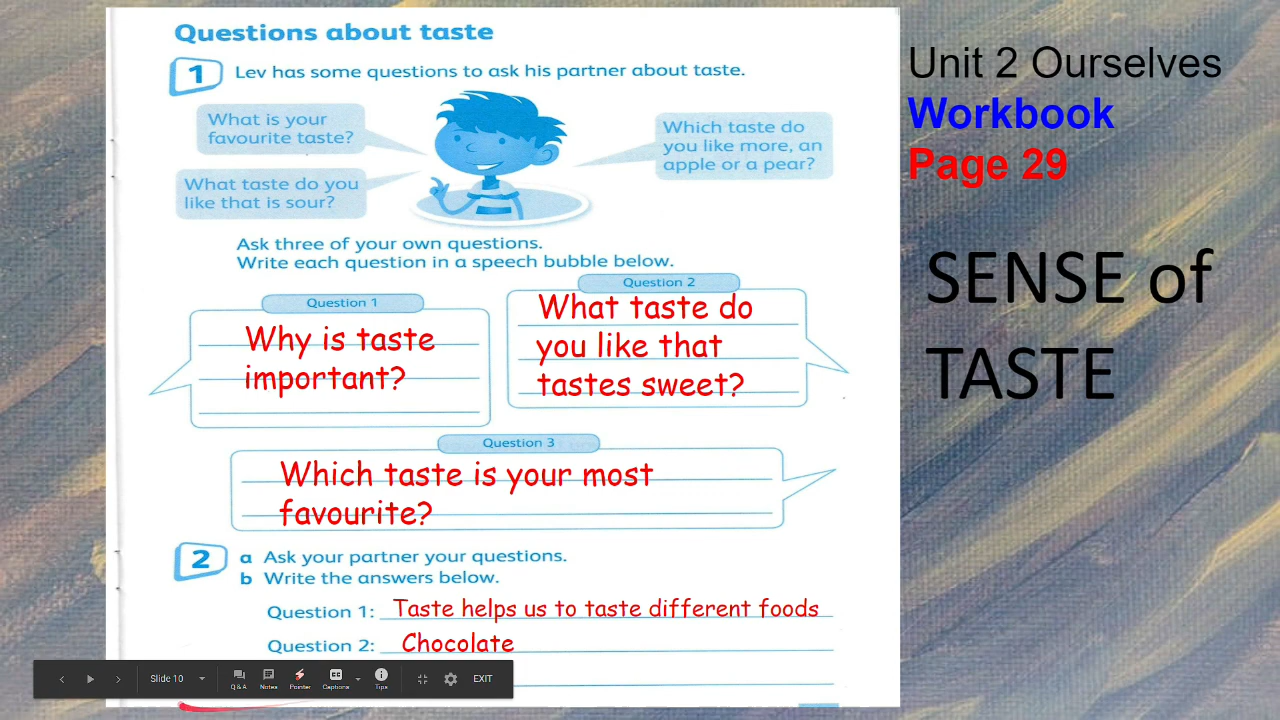 Questions about taste
1 Lev has some questions to ask his partner about taste.
What is your
favourite taste?
What taste do you
like that is sour?
Which taste do
you like more, an
apple or a pear?
Ask three of your own questions.
Write each question in a speech bubble below.
Question 1
Why is taste
important?
Question 2
What taste do
you like that
tastes sweet?
Question 3
Which taste is your most
favourite?
2 a Ask your partner your questions.
b Write the answers below.
Question 1: Taste helps us to taste different foods
Question 2: Chocolate
Unit 2 Ourselves
Workbook
Page 29
SENSE of
TASTE
Slide 10 Q&A Notes Pointer Captions Tips EXIT